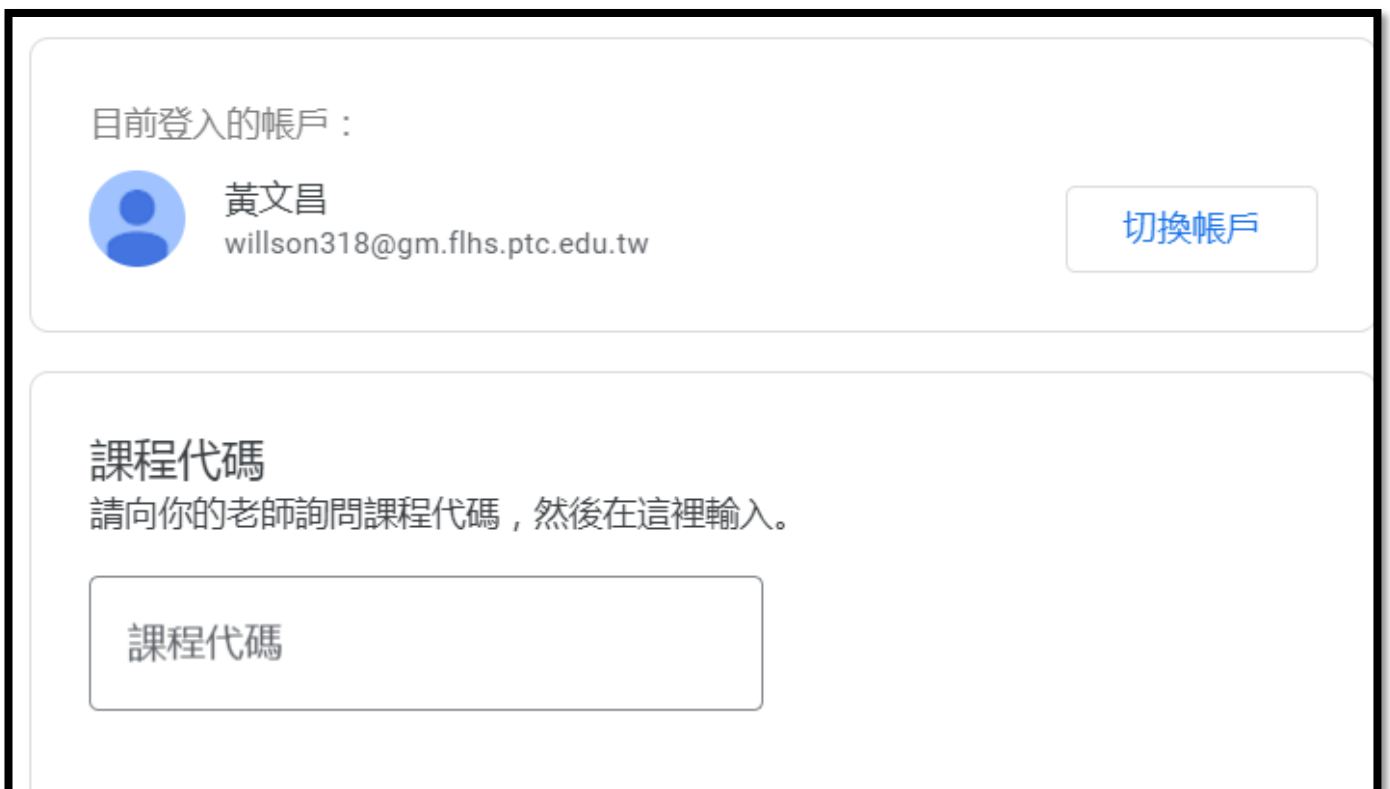 目前登入的帳戶：
黃文昌
willson318@gm.flhs.ptc.edu.tw
切換帳戶
課程代碼
請向你的老師詢問課程代碼，然後在這裡輸入。
課程代碼